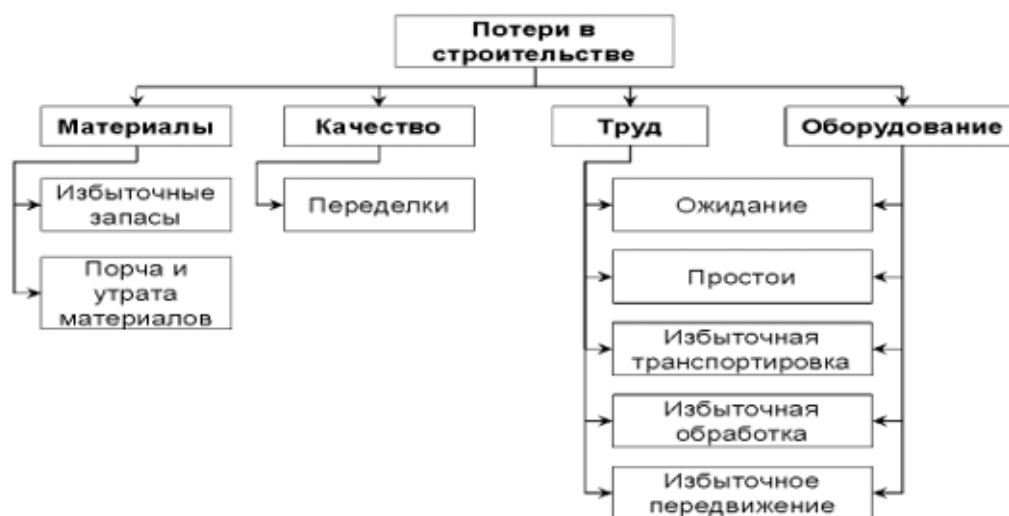 Потери в
строительстве
Материалы
Качество
Труд
Оборудование
Избыточные
запасы
Переделки
Ожидание
Порча и
утрата
материалов
Простои
Избыточная
транспортировка
Избыточная
обработка
Избыточное
передвижение